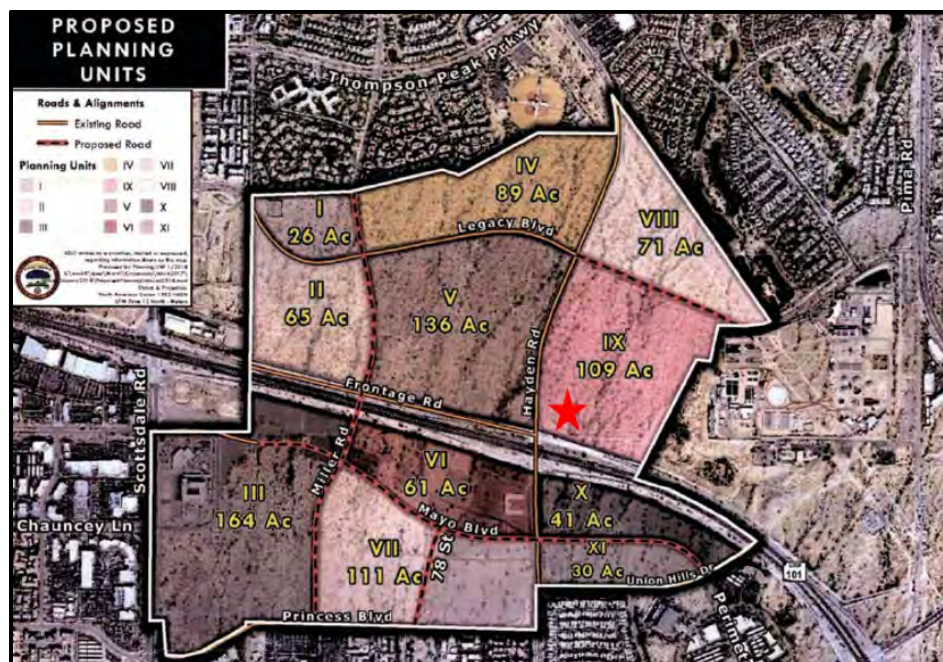 PROPOSED
PLANNING
UNITS
Roads & Alignments
Existing Road
Proposed Road
Planning Units
I
II
III
IV
IX
V
VI
VII
VIII
X
XI
Thompson Peak Prkwy
Pima Rd
IV
89 Ac
VIII
71 Ac
I
26 Ac
Legacy Blvd
II
65 Ac
V
136 Ac
IX
109 Ac
Hayden Rd
Frontage Rd
Scottsdale Rd
Miller Rd
VI
61 Ac
III
164 Ac
X
41 Ac
Mayo Blvd
Chauncey Ln
XI
30 Ac
Union Hills Dr
101
VII
111 Ac
78 St
Princess Blvd